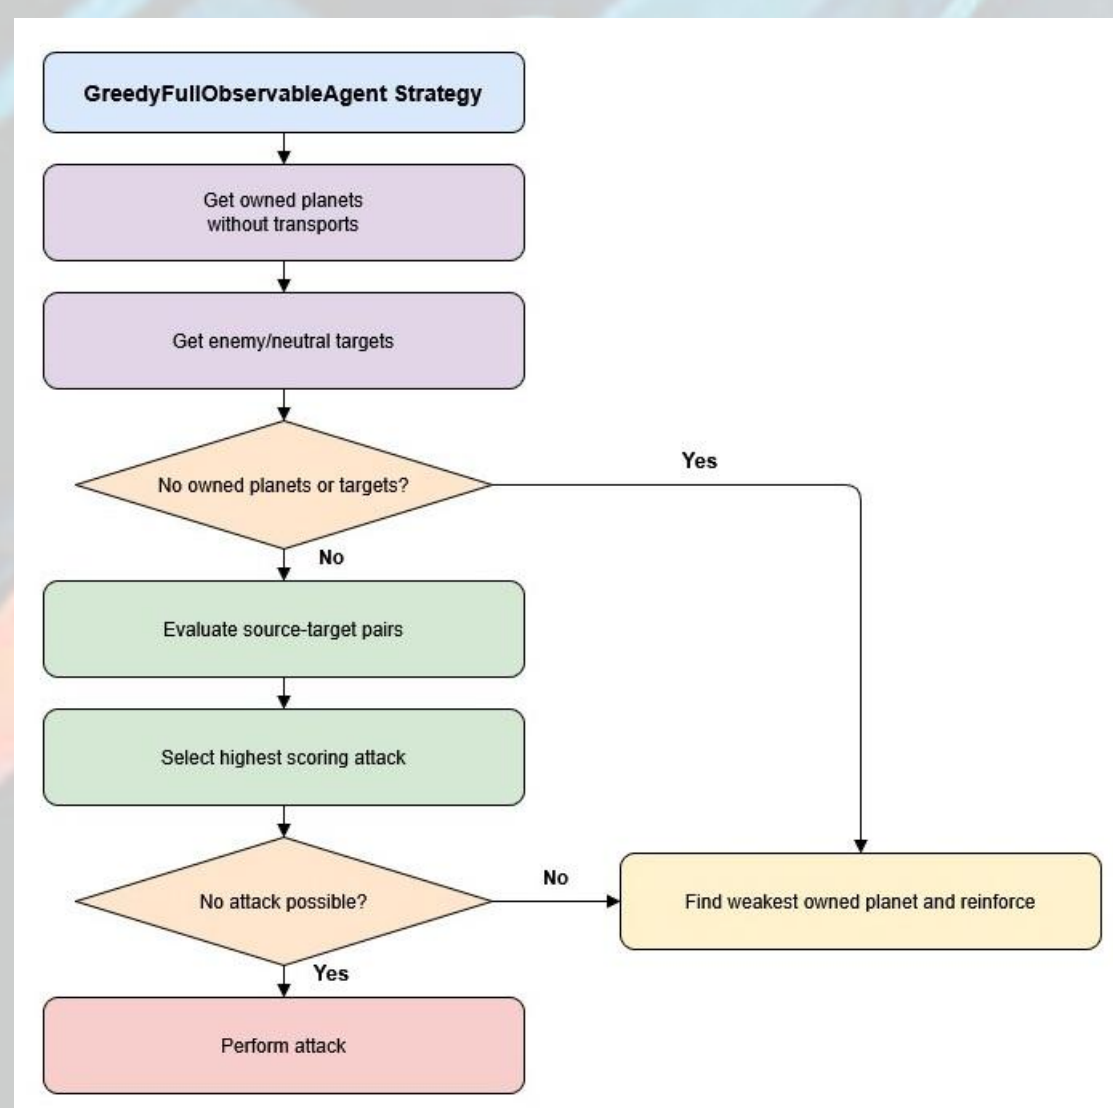 GreedyFullObservableAgent Strategy
Get owned planets
without transports
Get enemy/neutral targets
No owned planets or targets?
Yes
No
Evaluate source-target pairs
Select highest scoring attack
No attack possible?
No
Find weakest owned planet and reinforce
Yes
Perform attack